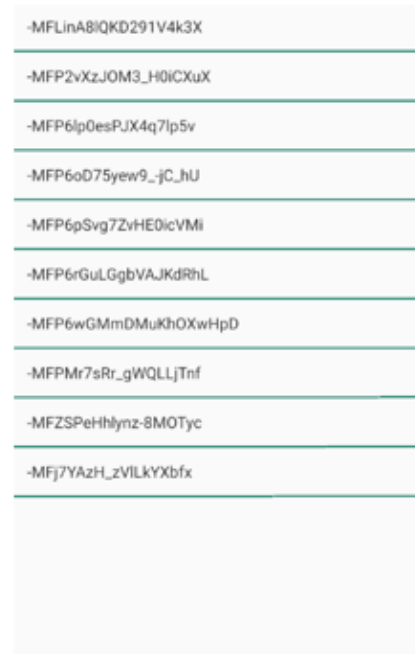 -MFLinA8lQKD291V4k3X
-MFP2vXzJOM3_H0iCXuX
-MFP6lp0esPJX4q7lp5v
-MFP6oD75yew9_-jC_hU
-MFP6pSvg7ZvHE0icVMi
-MFP6rGuLGgbVAJKdRhL
-MFP6wGMmDMuKhOXwHpD
-MFPMr7sRr_gWQLLjTnf
-MFZSPeHhlynz-8MOTyc
-MFj7YAzH_zVlLkYXbfx